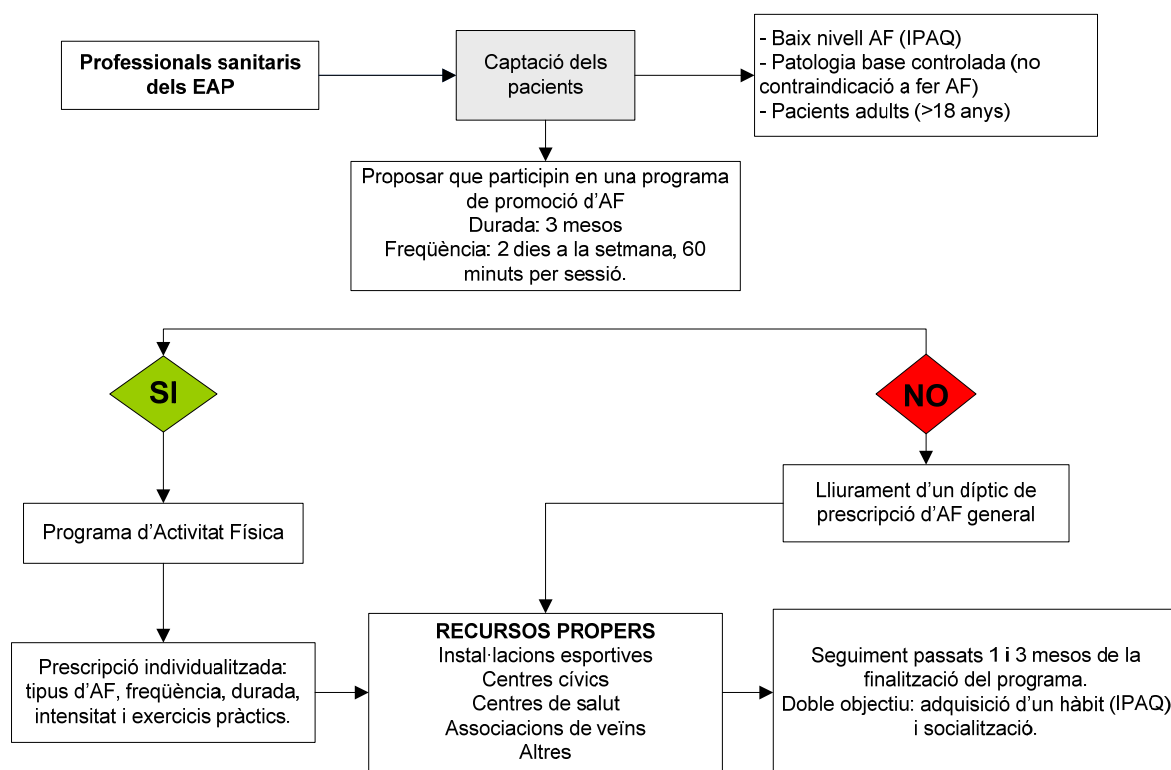 Professionals sanitaris
dels EAP
Captació dels
pacients
- Baix nivell AF (IPAQ)
- Patologia base controlada (no
contraindicació a fer AF)
- Pacients adults (>18 anys)
Proposar que participin en una programa
de promoció d'AF
Durada: 3 mesos
Freqüència: 2 dies a la setmana, 60
minuts per sessió.
SI
NO
Programa d'Activitat Física
Lliurament d'un díptic de
prescripció d'AF general
Prescripció individualitzada:
tipus d'AF, freqüència, durada,
intensitat i exercicis pràctics.
RECURSOS PROPERS
Instal·lacions esportives
Centres cívics
Centres de salut
Associacions de veïns
Altres
Seguiment passats 1 i 3 mesos de la
finalització del programa.
Doble objectiu: adquisició d'un hàbit (IPAQ)
i socialització.